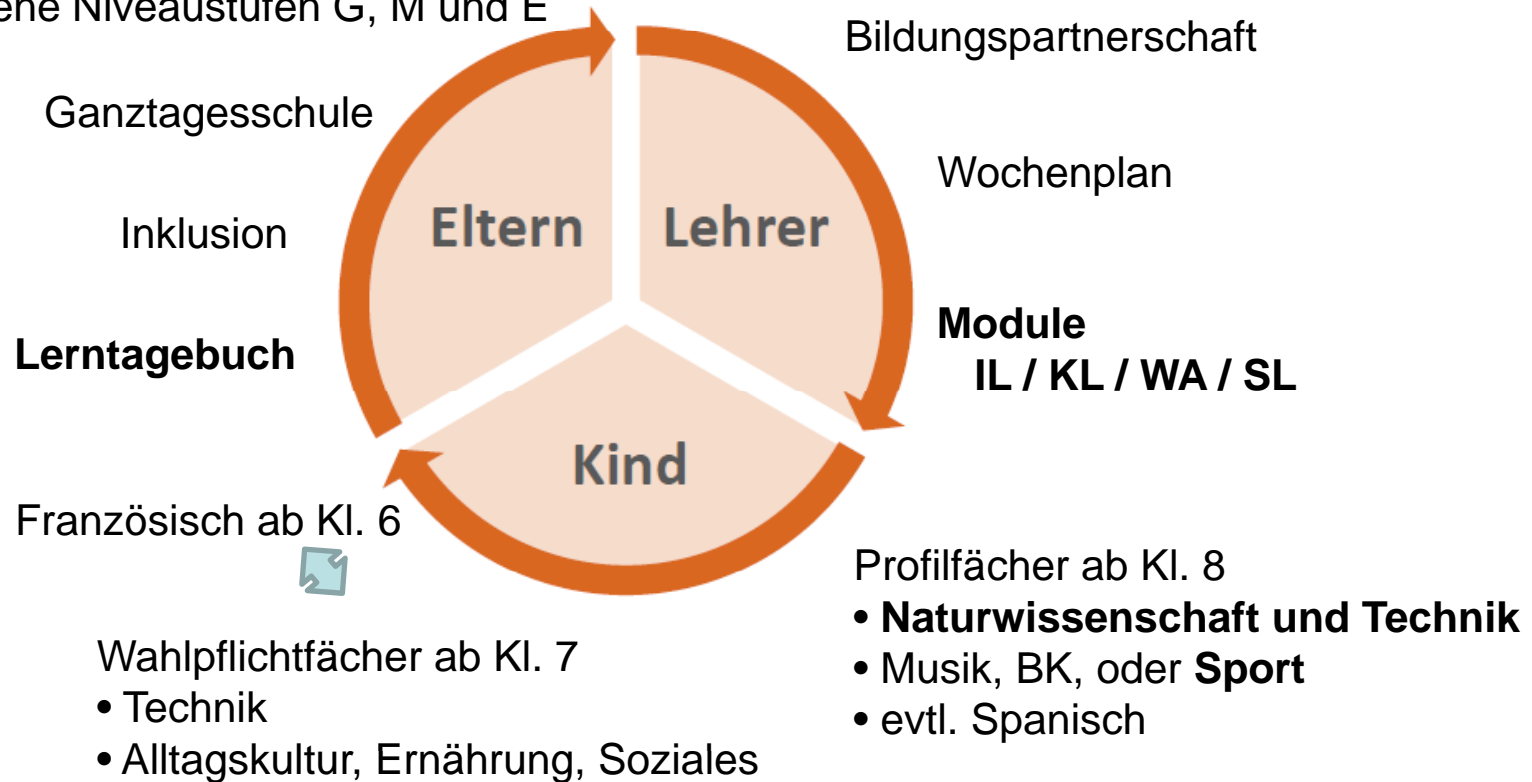 Niveaustufen G, M und E
Bildungspartnerschaft
Ganztagesschule
Wochenplan
Inklusion
Eltern
Lehrer
Lerntagebuch
Module
IL / KL / WA / SL
Kind
Französisch ab Kl. 6
Profilfächer ab Kl. 8
• Naturwissenschaft und Technik
• Musik, BK, oder Sport
• evtl. Spanisch
Wahlpflichtfächer ab Kl. 7
• Technik
• Alltagskultur, Ernährung, Soziales